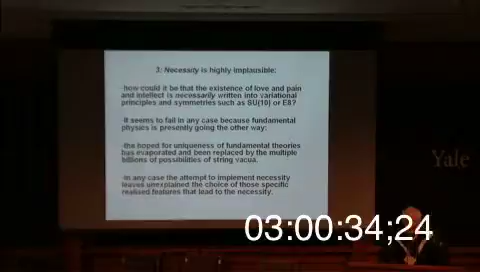 3: Necessity is highly implausible:
-how could it be that the existence of love and pain
and intellect is necessarily written into variational
principles and symmetries such as SU(10) or E8?
-It seems to fail in any case because fundamental
physics is presently going the other way:
-the hoped for uniqueness of fundamental theories
has evaporated and been replaced by the multiple
billions of possibilities of string vacua.
-In any case the attempt to implement necessity
leaves unexplained the choice of those specific
realised features that lead to the necessity.
Yale
03:00:34;24